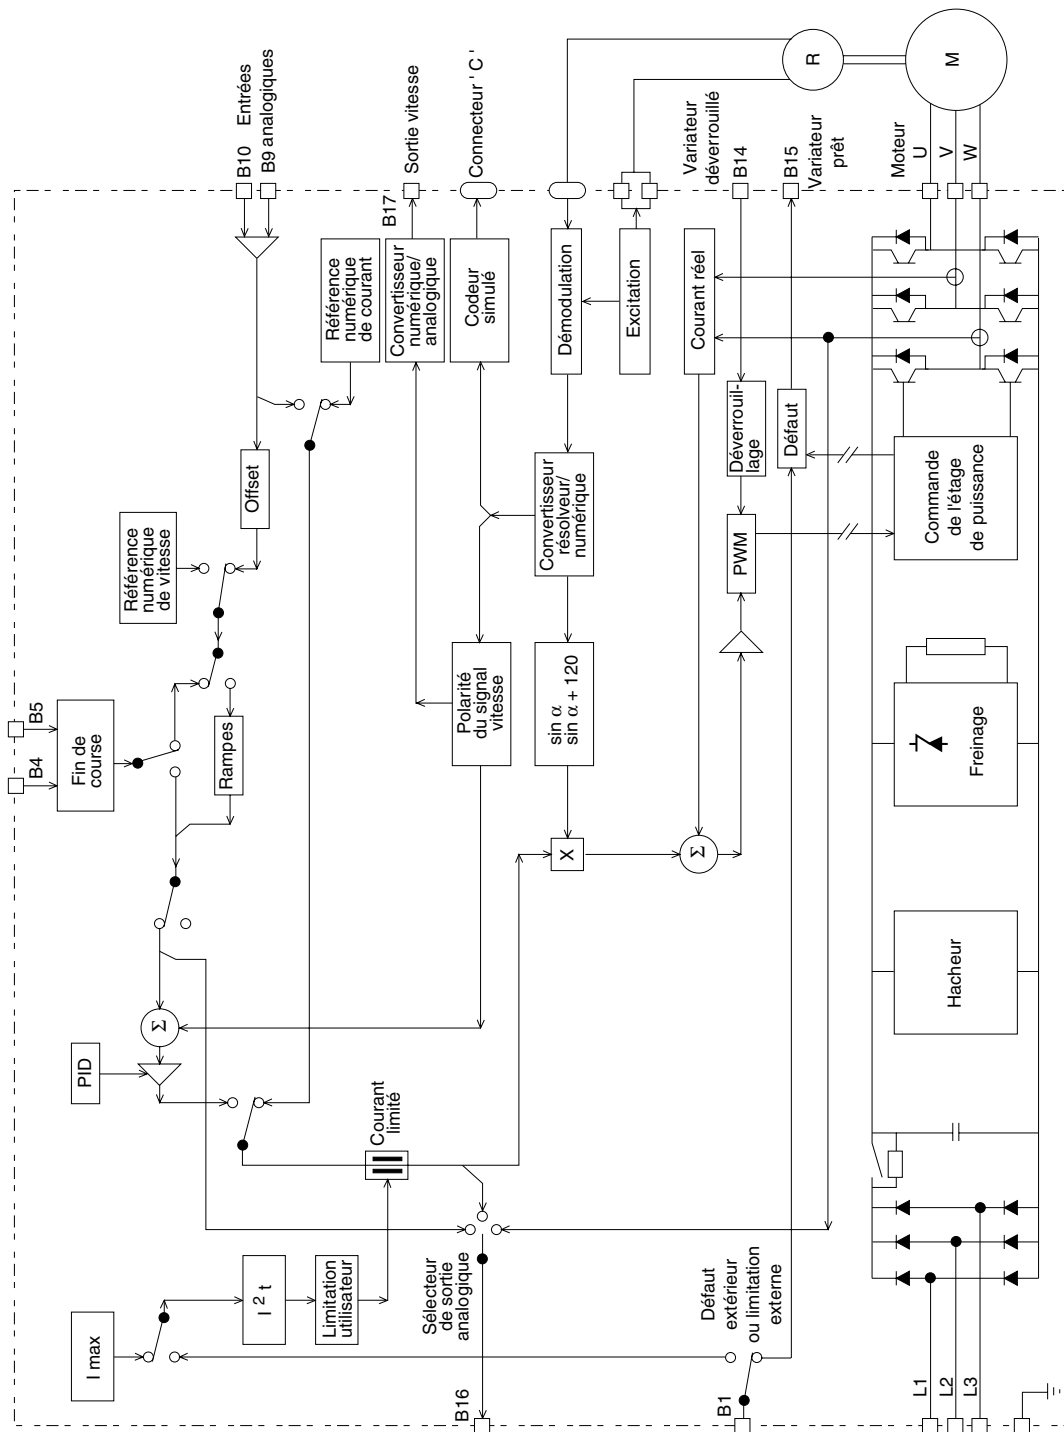 B10
Entrées
B9 analogiques
B17
Sortie vitesse
Connecteur ' C '
Variateur
déverrouillé
B14
B15
Variateur
prêt
Moteur
U
V
W
R
M
Référence
numérique
de courant
Convertisseur
numérique/
analogique
Codeur
simulé
Démodulation
Excitation
Courant réel
Offset
Référence
numérique
de vitesse
Convertisseur
résolveur/
numérique
Déverrouil-
lage
Défaut
PWM
Commande
de l'étage
de puissance
B5
B4
Fin de
course
Rampes
Polarité
du signal
vitesse
sin α
sin α + 120
Freinage
X
Σ
Hacheur
Σ
PID
Courant
limité
I max
I 2 t
Limitation
utilisateur
Sélecteur
de sortie
analogique
Défaut
extérieur
ou limitation
externe
B16
B1
L1
L2
L3